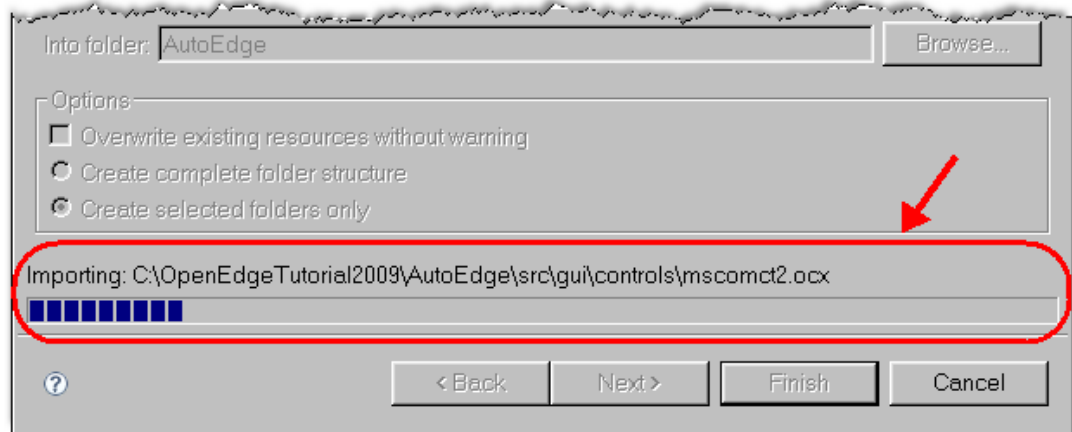 Into folder: AutoEdge Browse...
Options
Overwrite existing resources without warning
Create complete folder structure
Create selected folders only
Importing: C:\OpenEdgeTutorial2009\AutoEdge\src\gui\controls\mscomct2.ocx
? < Back Next > Finish Cancel